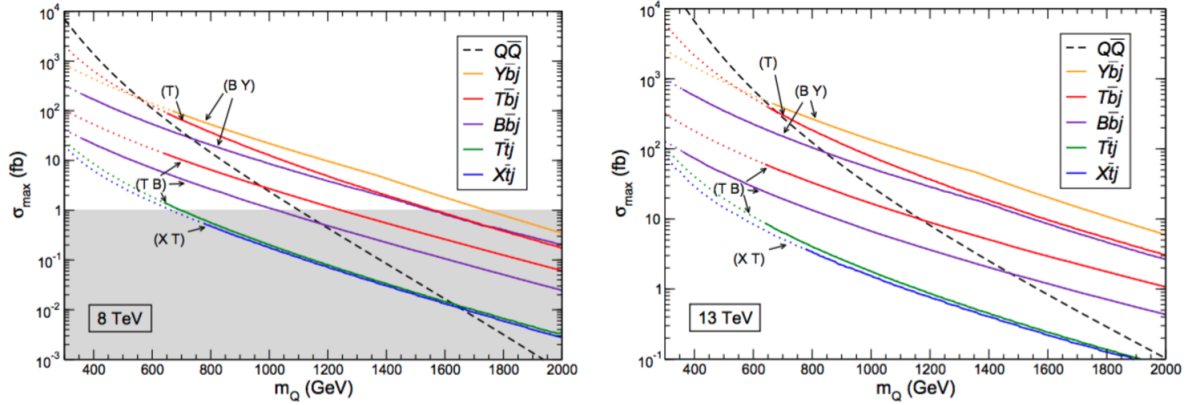 10⁴
10³
10²
10
1
10⁻¹
10⁻²
10⁻³
σmax (fb)
400 600 800 1000 1200 1400 1600 1800 2000
mQ (GeV)
QQ̅
Yb̅j
Tb̅j
Bb̅j
Tt̅j
Xt̅j
(T)
(B Y)
(T B)
(X T)
8 TeV
10⁴
10³
10²
10
1
10⁻¹
σmax (fb)
400 600 800 1000 1200 1400 1600 1800 2000
mQ (GeV)
QQ̅
Yb̅j
Tb̅j
Bb̅j
Tt̅j
Xt̅j
(T)
(B Y)
(T B)
(X T)
13 TeV